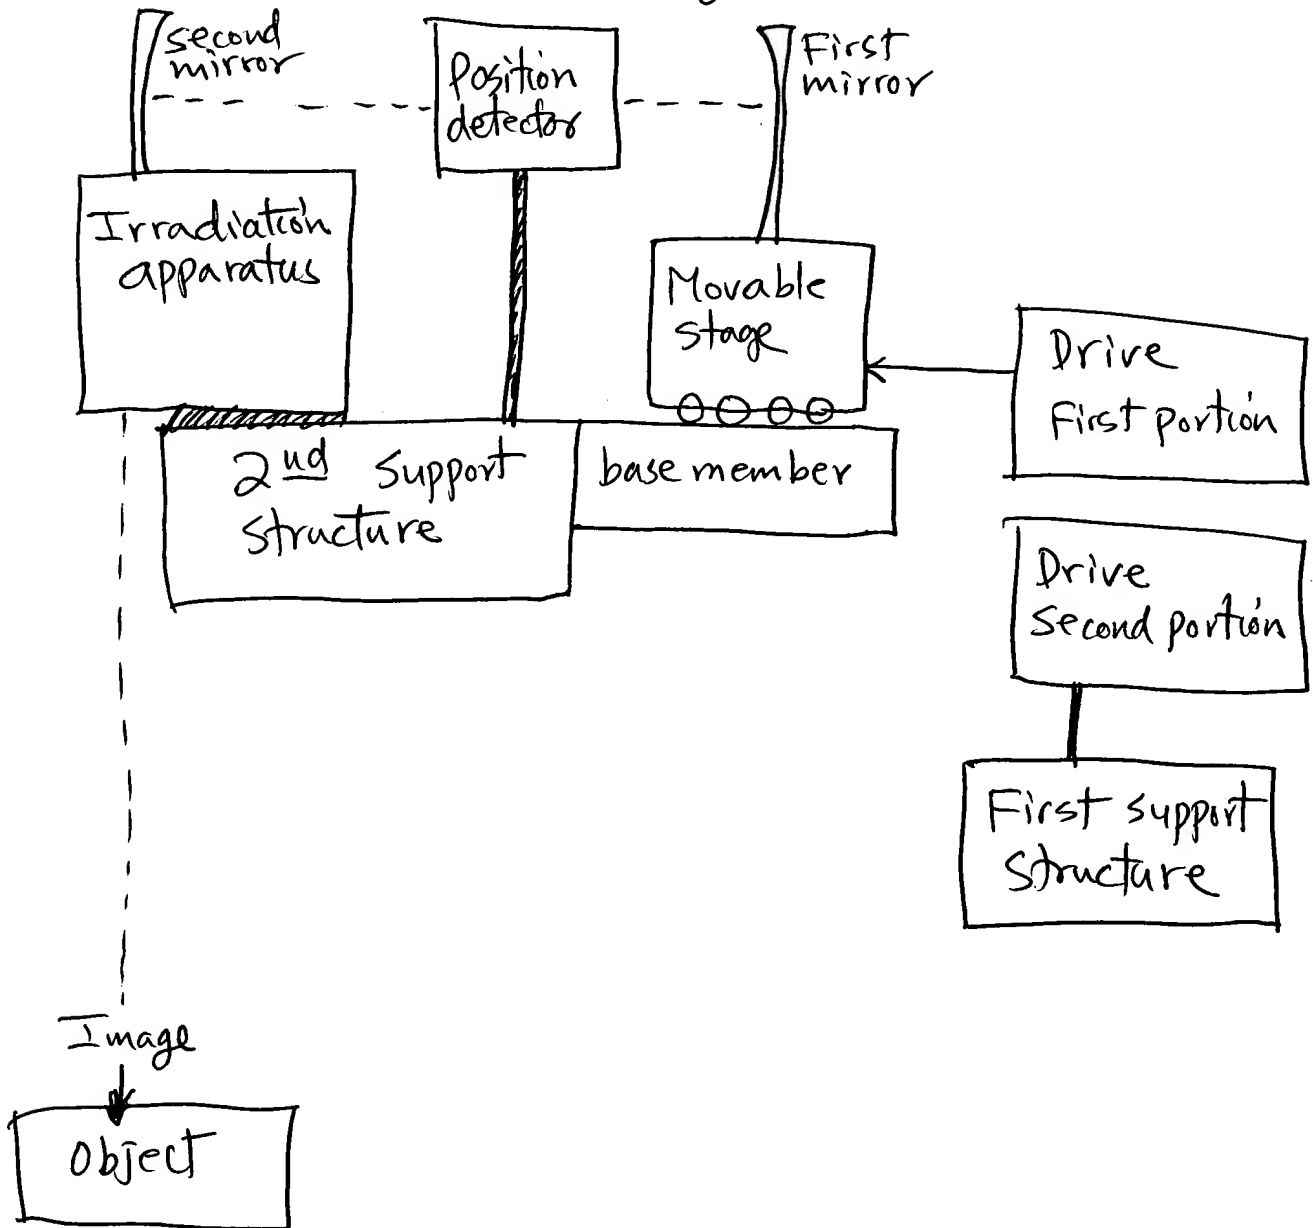 second
mirror
Position
detector
First
mirror
Irradiation
apparatus
Movable
stage
Drive
First portion
2nd support
structure
base member
Drive
second portion
First support
structure
Image
object